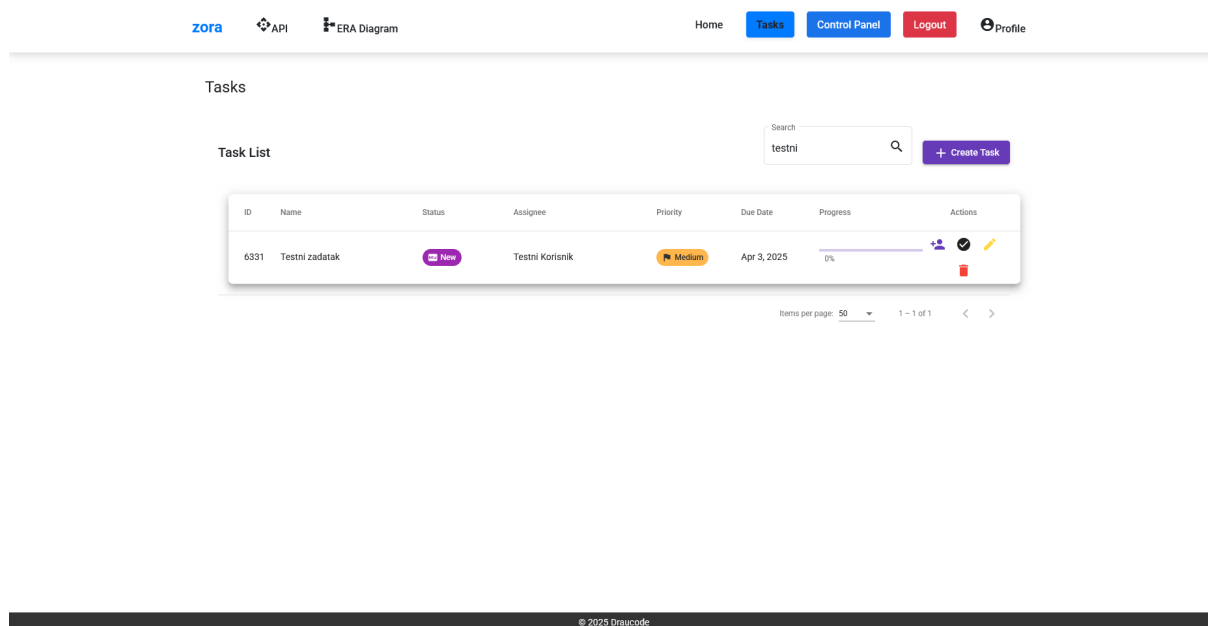 zora API ERA Diagram Home Tasks Control Panel Logout Profile
Tasks
Search
Task List testni + Create Task
ID Name Status Assignee Priority Due Date Progress Actions
6331 Testni zadatak New Testni Korisnik Medium Apr 3, 2025
0%
Items per page: 50 1 – 1 of 1
© 2025 Draucode